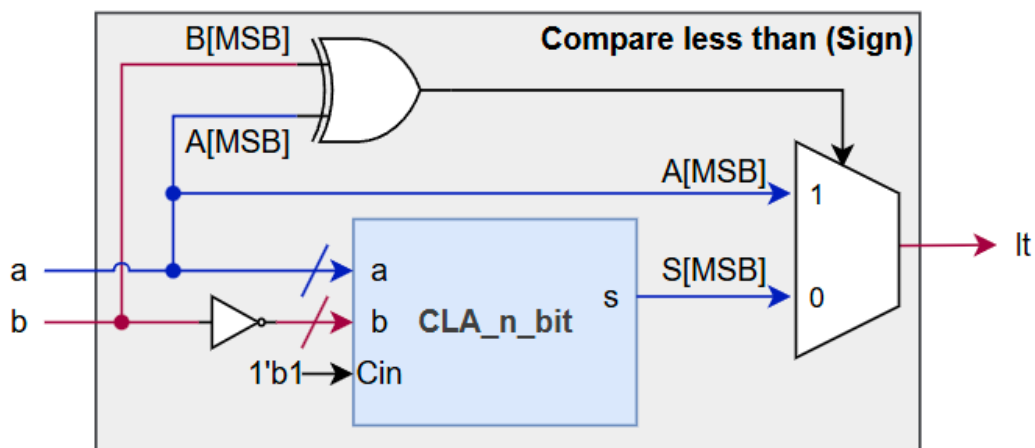 B[MSB]
Compare less than (Sign)
A[MSB]
A[MSB]
1
a
a
s
S[MSB]
0
lt
b
b
CLA_n_bit
1'b1
Cin